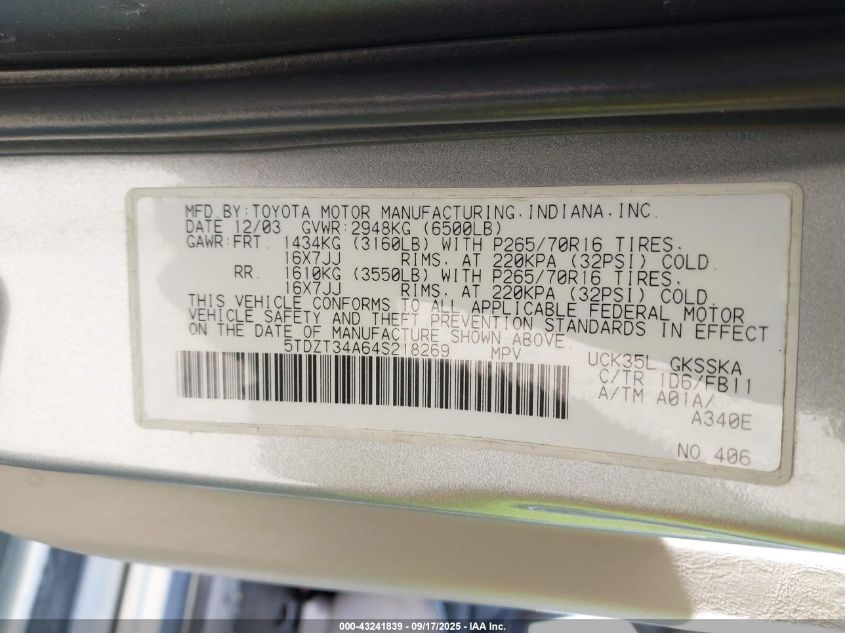 MFD.BY:TOYOTA MOTOR MANUFACTURING,INDIANA,INC.
DATE 12/03 GVWR:2948KG (6500LB)
GAWR:FRT. 1434KG (3160LB) WITH P265/70R16 TIRES,
16X7JJ RIMS, AT 220KPA (32PSI) COLD.
RR. 1610KG (3550LB) WITH P265/70R16 TIRES,
16X7JJ RIMS, AT 220KPA (32PSI) COLD.
THIS VEHICLE CONFORMS TO ALL APPLICABLE FEDERAL MOTOR
VEHICLE SAFETY AND THEFT PREVENTION STANDARDS IN EFFECT
ON THE DATE OF MANUFACTURE SHOWN ABOVE.
5TDZT34A64S218269 MPV
UCK35L GKSSKA
C/TR 1D6/FB11
A/TM A01A/
A340E
NO 406
000-43241839 - 09/17/2025 - IAA Inc.